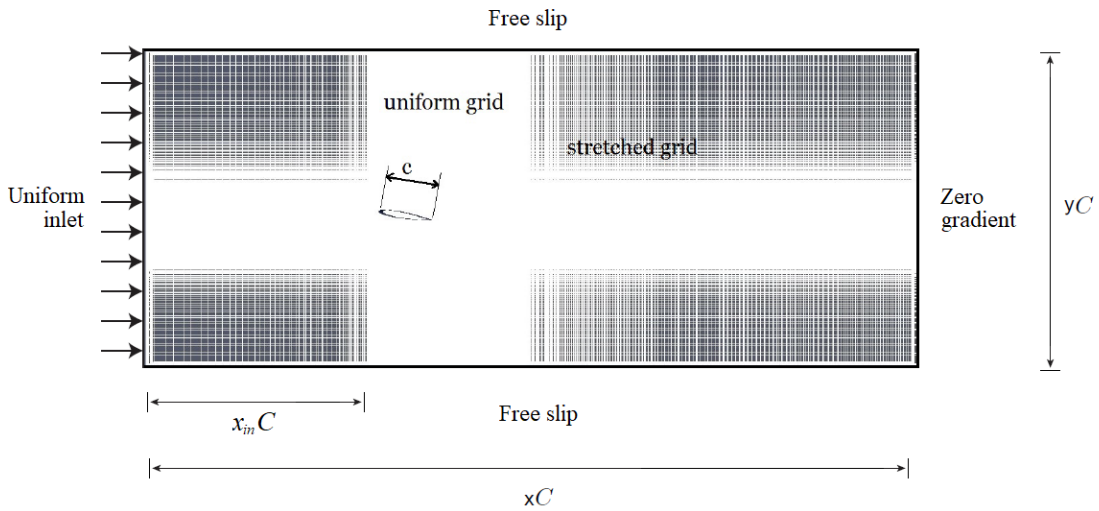 Free slip
uniform grid
stretched grid
c
Uniform
inlet
Zero
gradient
yC
x_in C
Free slip
xC